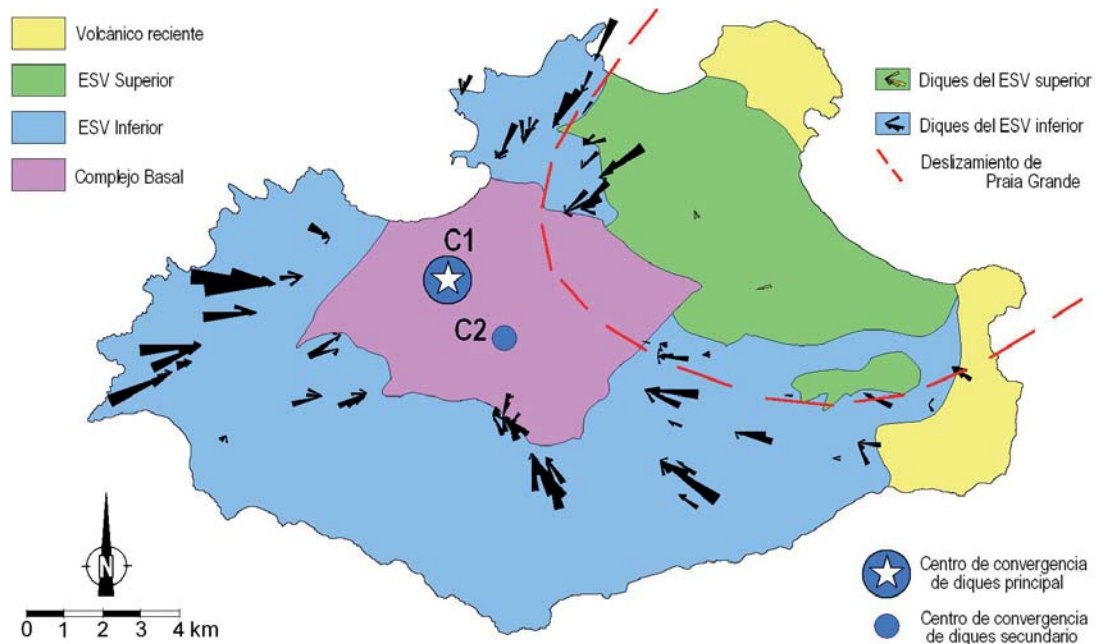 Volcánico reciente
ESV Superior
ESV Inferior
Complejo Basal
Diques del ESV superior
Diques del ESV inferior
Deslizamiento de
Praia Grande
C1
C2
N
0 1 2 3 4 km
Centro de convergencia
de diques principal
Centro de convergencia
de diques secundario